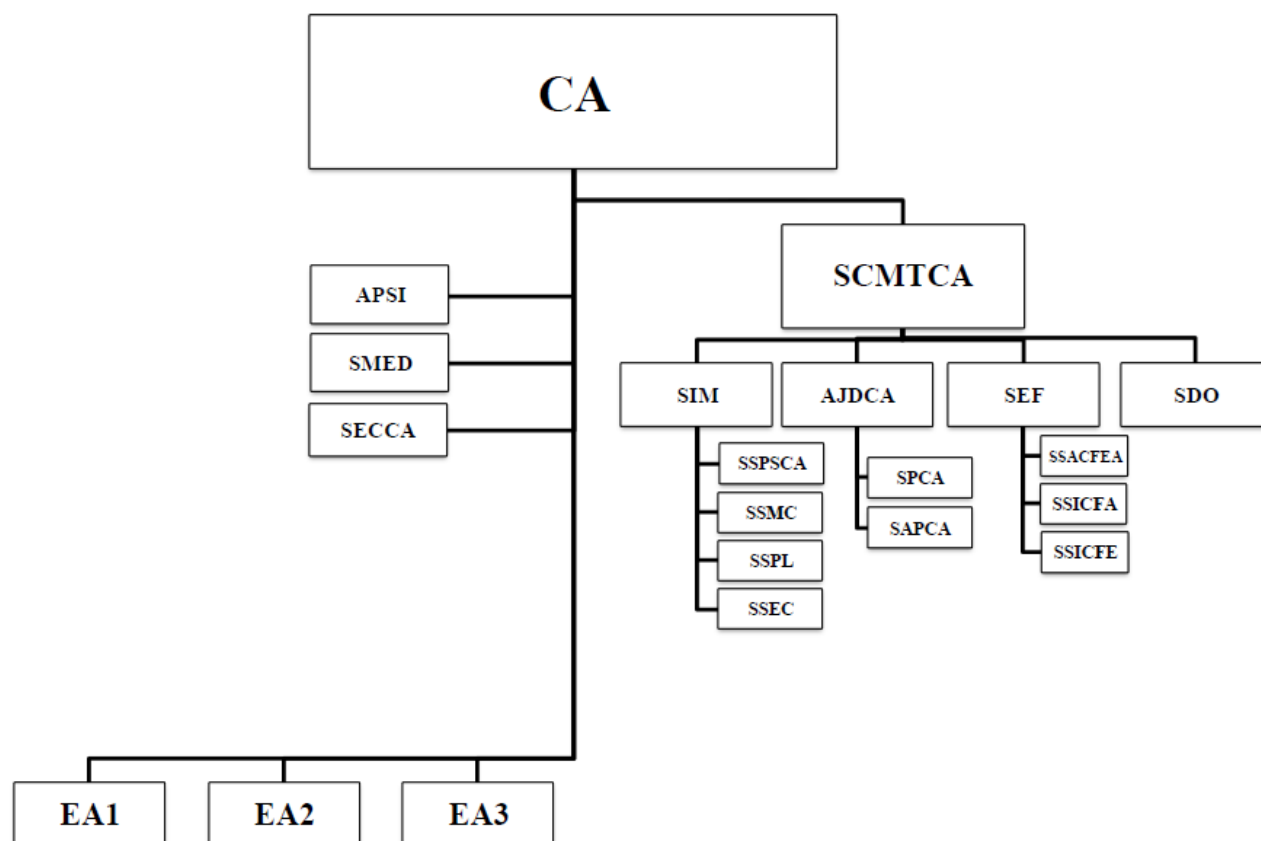 CA
SCMTCA
APSI
SMED
SECCA
SIM
AJDCA
SEF
SDO
SSPSCA
SSMC
SSPL
SSEC
SPCA
SAPCA
SSACFEA
SSICFA
SSICFE
EA1
EA2
EA3